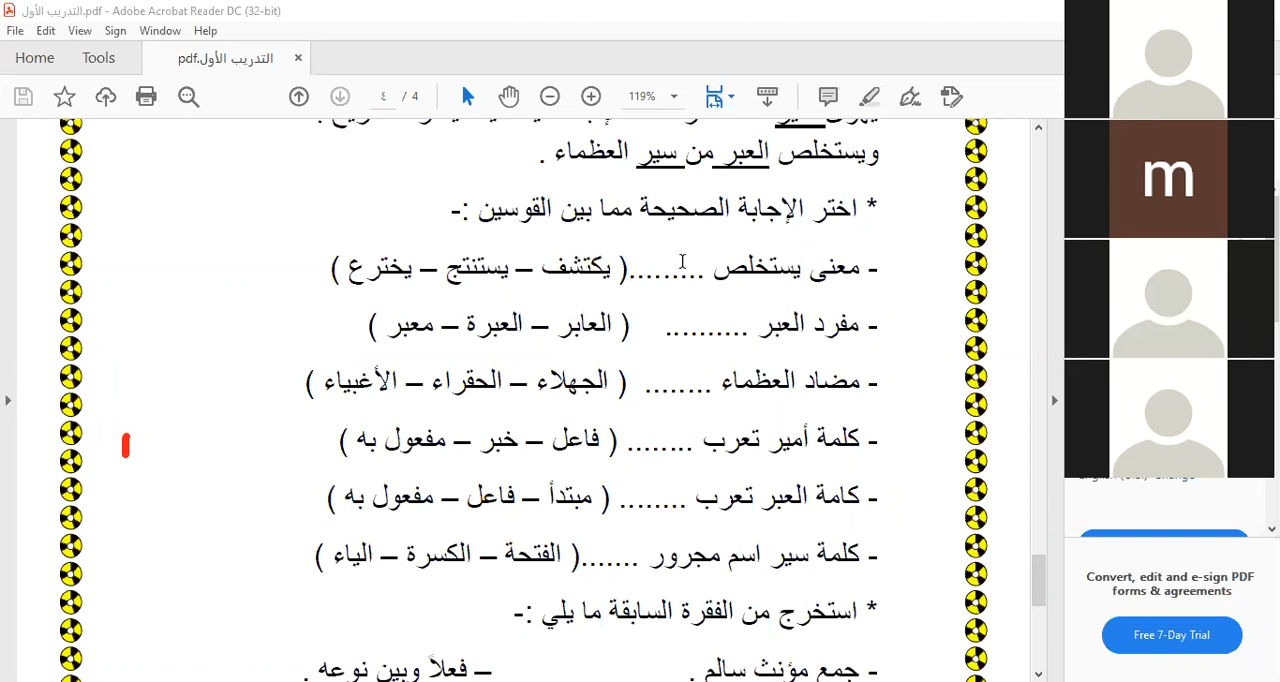 التدريب الأول.pdf - Adobe Acrobat Reader DC (32-bit)
File Edit View Sign Window Help
Home Tools التدريب الأول.pdf ×
٤ / 4 119%
ويستخلص العبر من سير العظماء .
* اختر الإجابة الصحيحة مما بين القوسين :-
- معنى يستخلص .........( يكتشف – يستنتج – يخترع )
- مفرد العبر .......... ( العابر – العبرة – معبر )
- مضاد العظماء ........ ( الجهلاء – الحقراء – الأغبياء )
- كلمة أمير تعرب ........ ( فاعل – خبر – مفعول به )
- كامة العبر تعرب ........ ( مبتدأ – فاعل – مفعول به )
- كلمة سير اسم مجرور .......( الفتحة – الكسرة – الياء )
* استخرج من الفقرة السابقة ما يلي :-
- جمع مؤنث سالم . – فعلاً وبين نوعه .
m
Convert, edit and e-sign PDF
forms & agreements
Free 7-Day Trial